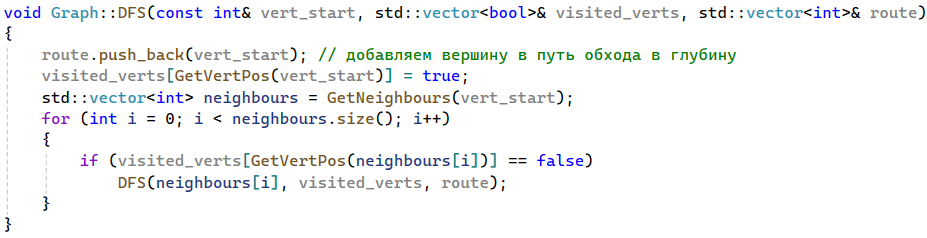 void Graph::DFS(const int& vert_start, std::vector<bool>& visited_verts, std::vector<int>& route)
{
    route.push_back(vert_start); // добавляем вершину в путь обхода в глубину
    visited_verts[GetVertPos(vert_start)] = true;
    std::vector<int> neighbours = GetNeighbours(vert_start);
    for (int i = 0; i < neighbours.size(); i++)
    {
        if (visited_verts[GetVertPos(neighbours[i])] == false)
            DFS(neighbours[i], visited_verts, route);
    }
}